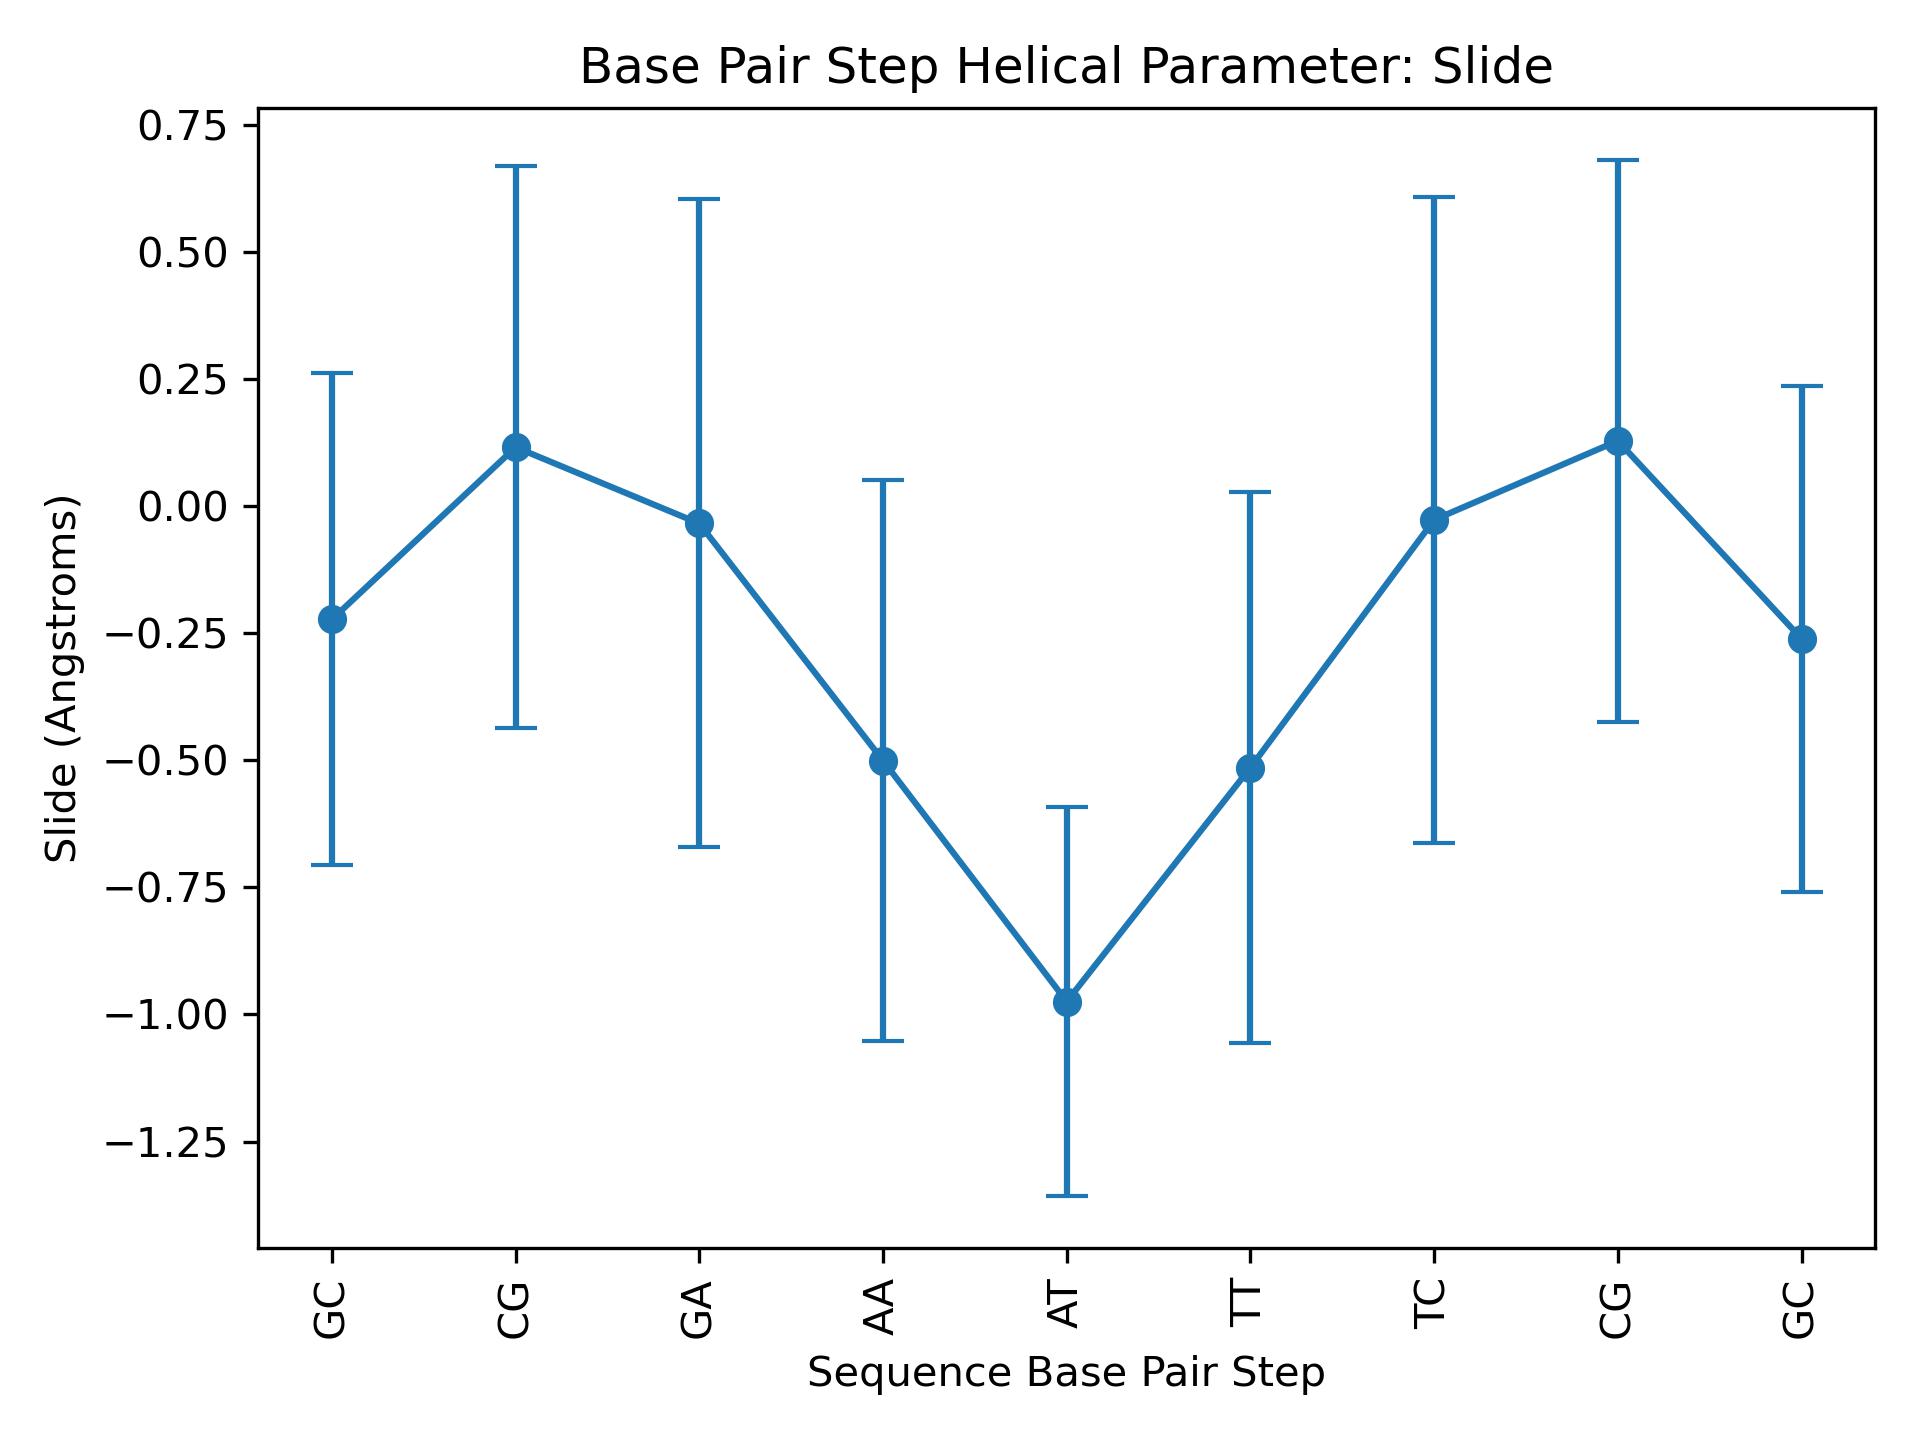 Base Pair Step Helical Parameter: Slide
0.75
0.50
0.25
0.00
−0.25
−0.50
−0.75
−1.00
−1.25
Slide (Angstroms)
GC
CG
GA
AA
AT
TT
TC
CG
GC
Sequence Base Pair Step